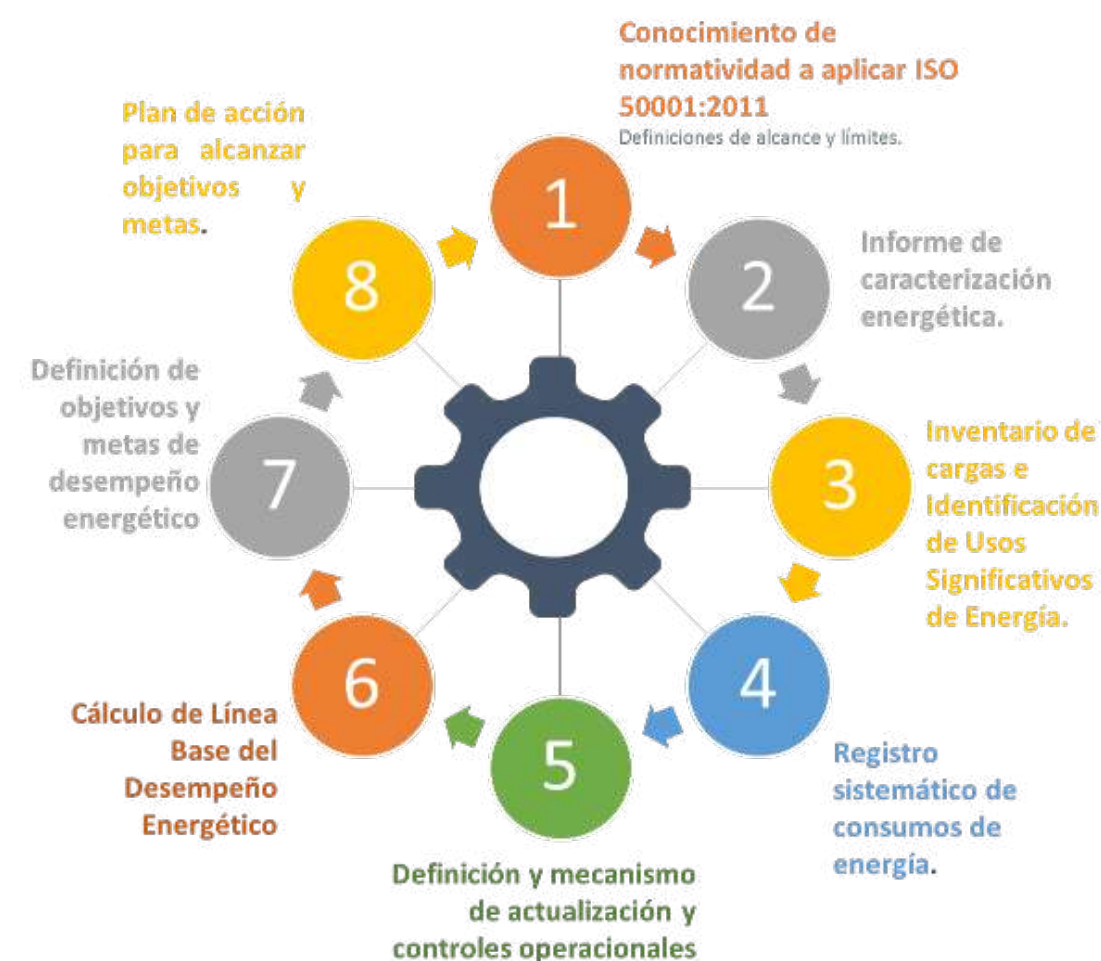 1
Conocimiento de
normatividad a aplicar ISO
50001:2011
Definiciones de alcance y límites.
2
Informe de
caracterización
energética.
3
Inventario de
cargas e
Identificación
de Usos
Significativos
de Energía.
4
Registro
sistemático de
consumos de
energía.
5
Definición y mecanismo
de actualización y
controles operacionales
6
Cálculo de Línea
Base del
Desempeño
Energético
7
Definición de
objetivos y
metas de
desempeño
energético
8
Plan de acción
para alcanzar
objetivos y
metas.